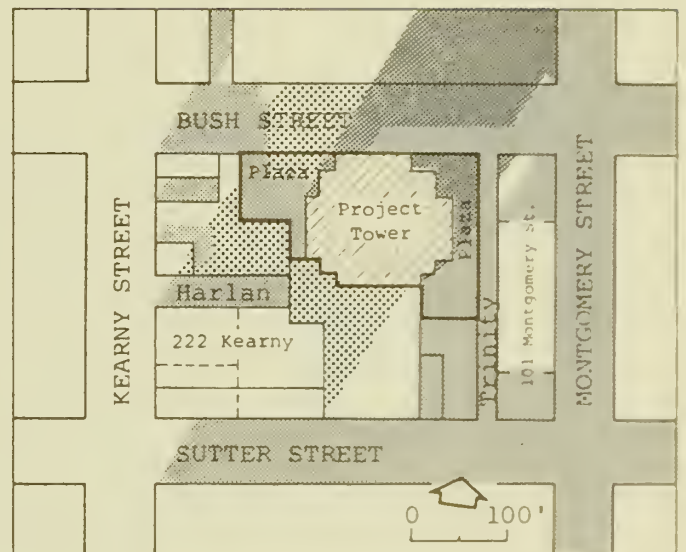 BUSH STREET
Plaza
Project
Tower
Plaza
KEARNY STREET
Harlan
222 Kearny
Trinity
101 Montgomery St.
MONTGOMERY STREET
SUTTER STREET
0 100'